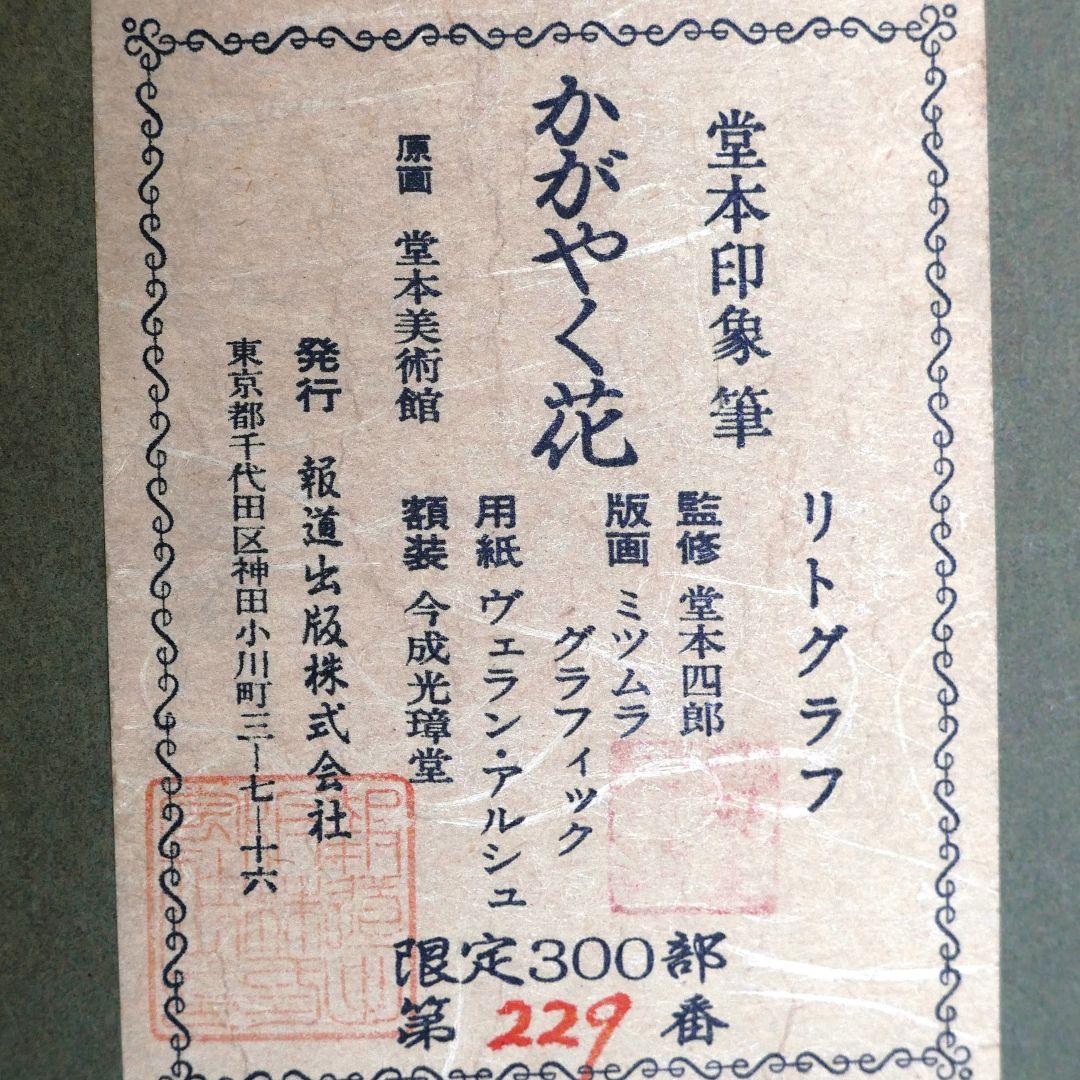 リトグラフ
堂本印象 筆
かがやく花
原画 堂本美術館
監修 堂本四郎
版画 ミツムラ
グラフィック
用紙 ヴェラン・アルシュ
額装 今成光璋堂
発行 報道出版株式会社
東京都千代田区神田小川町三ー七ー十六
限定300部
第 229 番